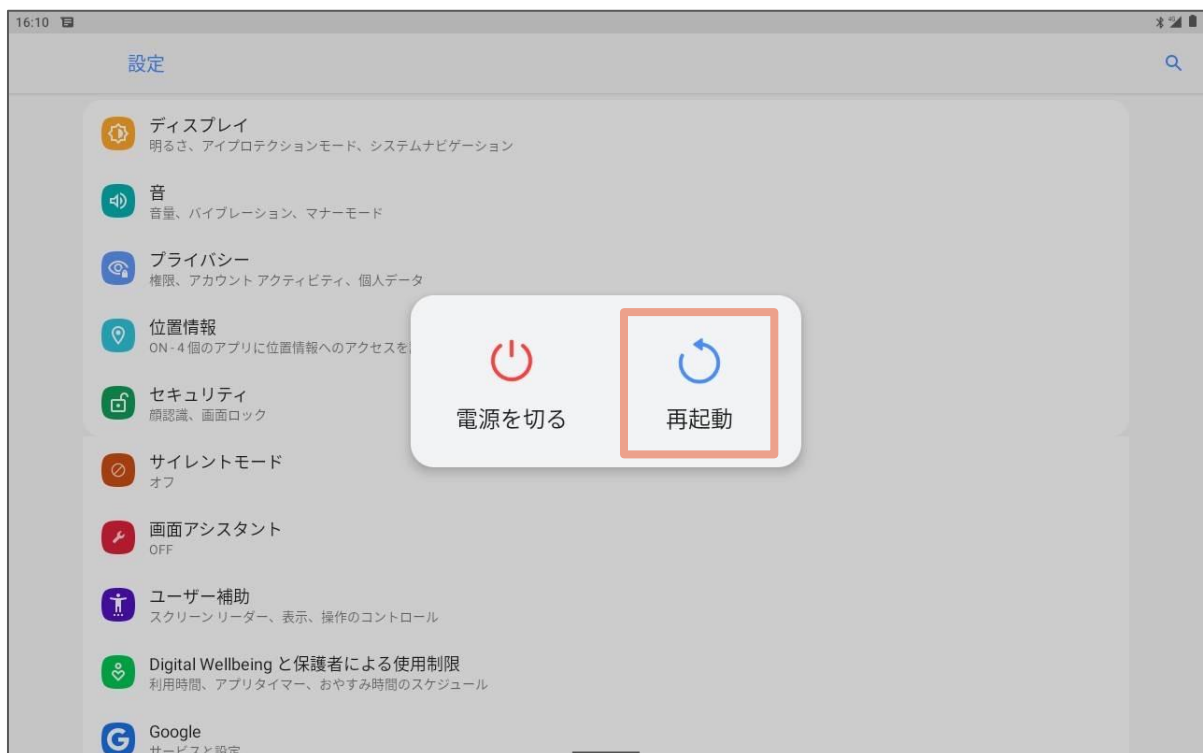 16:10
設定
ディスプレイ
明るさ、アイプロテクションモード、システムナビゲーション
音
音量、バイブレーション、マナーモード
プライバシー
権限、アカウント アクティビティ、個人データ
位置情報
ON - 4 個のアプリに位置情報へのアクセスを
セキュリティ
顔認識、画面ロック
電源を切る
再起動
サイレントモード
オフ
画面アシスタント
OFF
ユーザー補助
スクリーン リーダー、表示、操作のコントロール
Digital Wellbeing と保護者による使用制限
利用時間、アプリタイマー、おやすみ時間のスケジュール
Google
サービスと設定